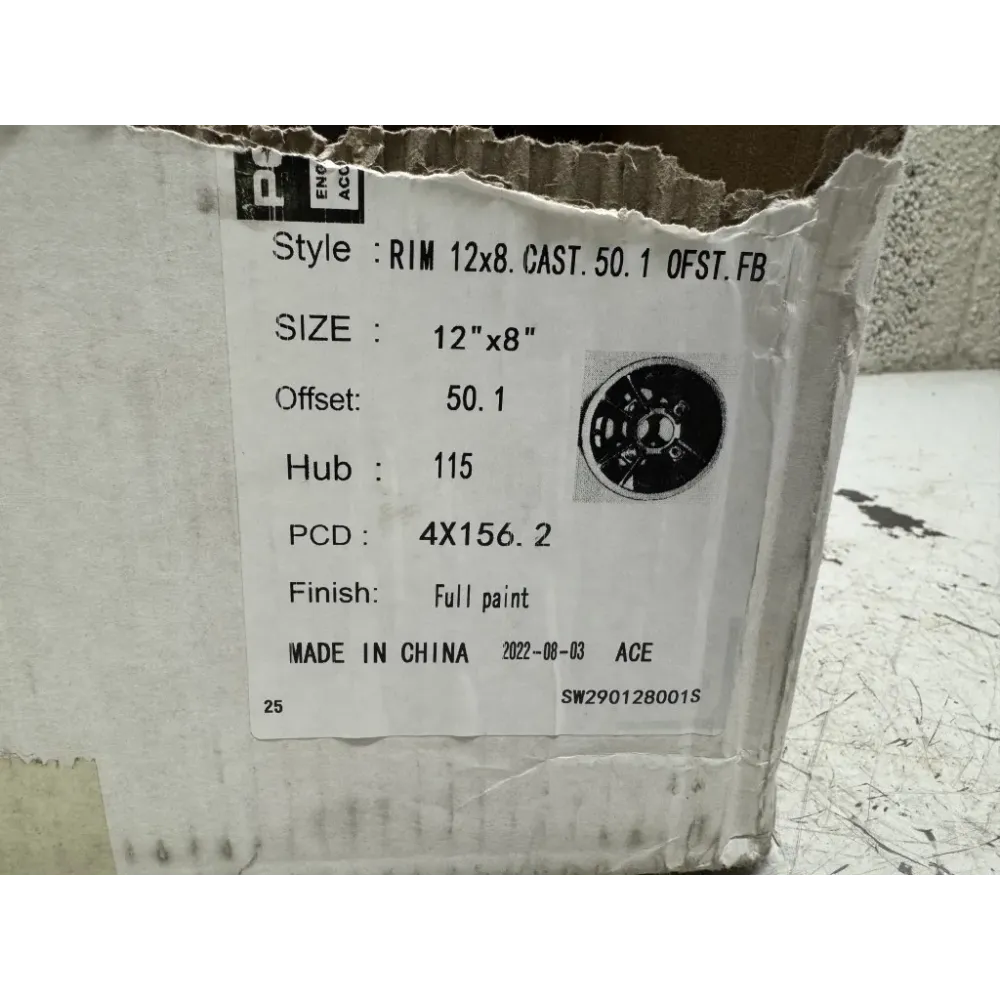 Style : RIM 12x8. CAST. 50. 1 OFST. FB
SIZE : 12"x8"
Offset: 50. 1
Hub : 115
PCD : 4X156. 2
Finish: Full paint
MADE IN CHINA 2022-08-03 ACE
25 SW290128001S